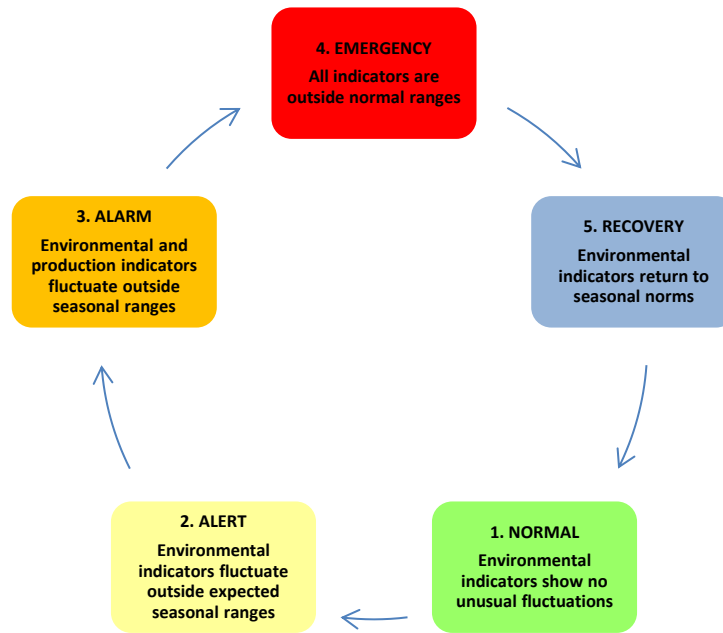 4. EMERGENCY
All indicators are
outside normal ranges
3. ALARM
Environmental and
production indicators
fluctuate outside
seasonal ranges
5. RECOVERY
Environmental
indicators return to
seasonal norms
2. ALERT
Environmental
indicators fluctuate
outside expected
seasonal ranges
1. NORMAL
Environmental
indicators show no
unusual fluctuations